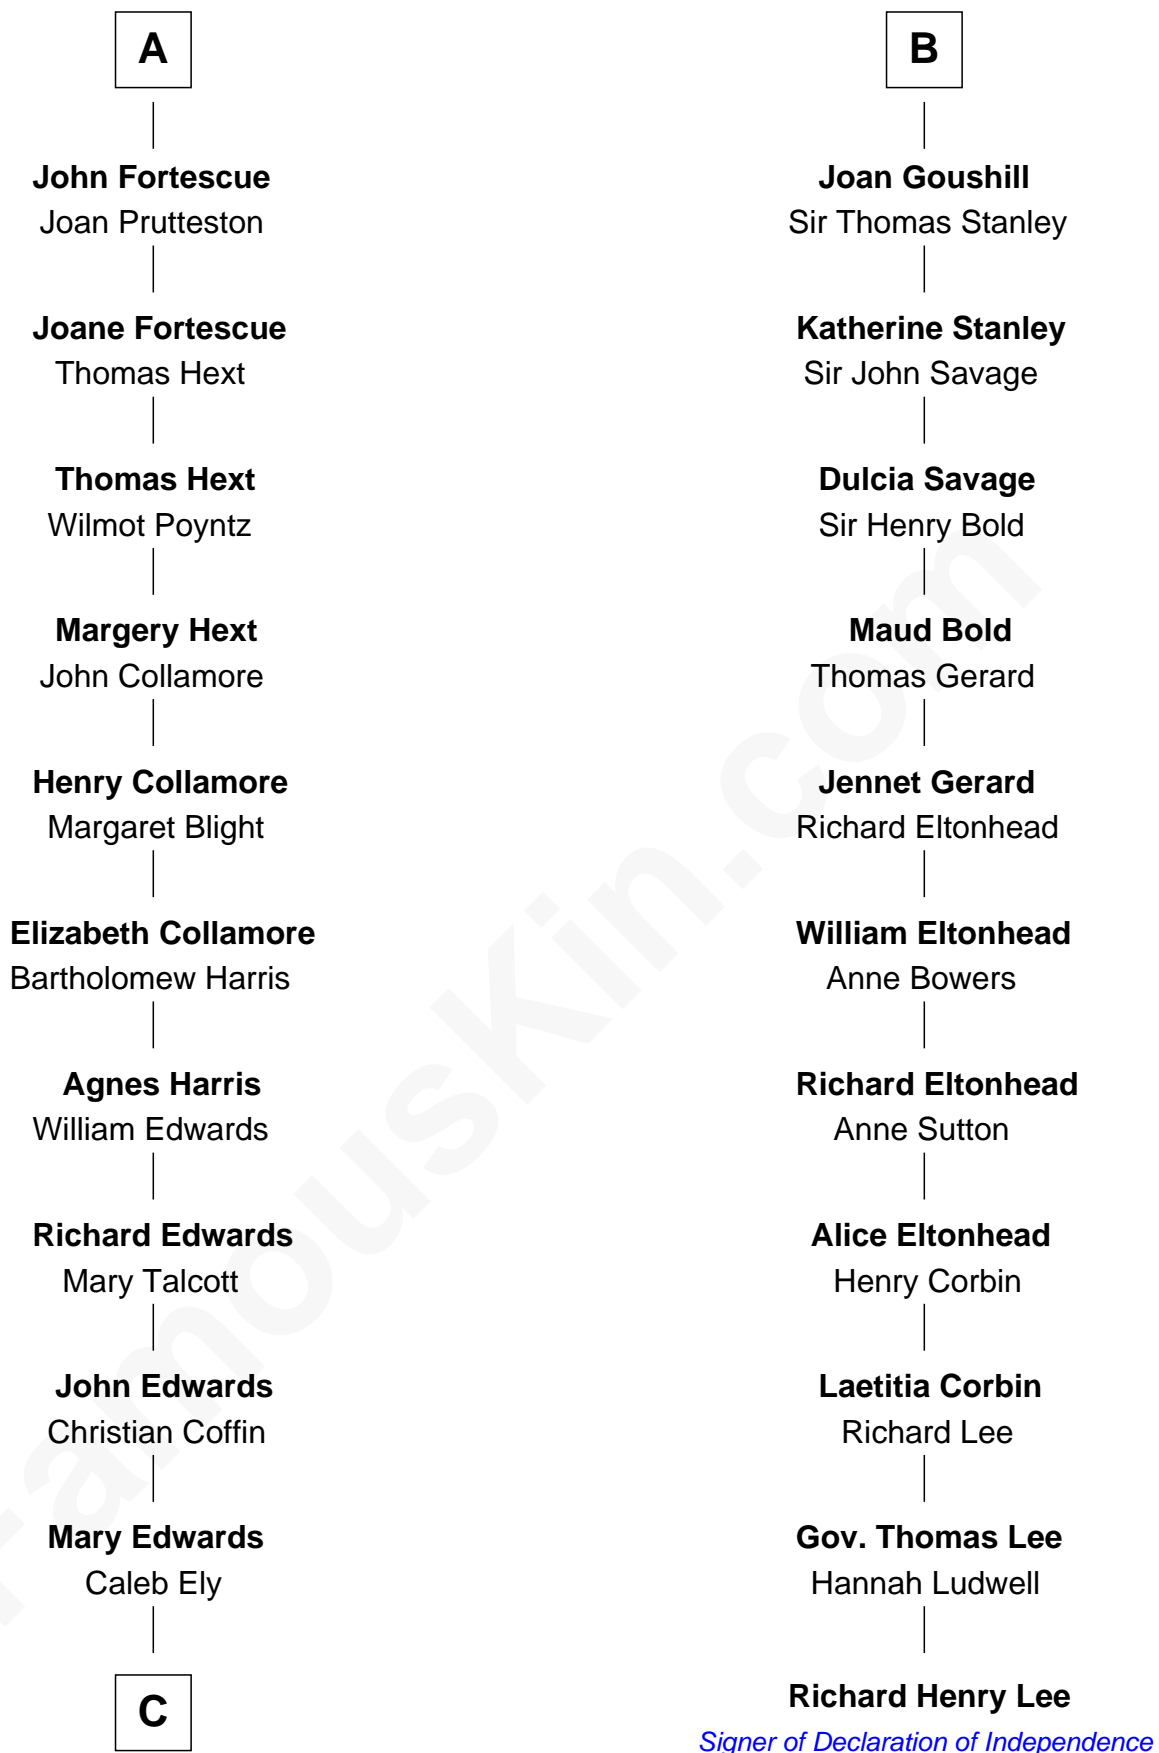 A
John Fortescue
Joan Prutteston
Joane Fortescue
Thomas Hext
Thomas Hext
Wilmot Poyntz
Margery Hext
John Collamore
Henry Collamore
Margaret Blight
Elizabeth Collamore
Bartholomew Harris
Agnes Harris
William Edwards
Richard Edwards
Mary Talcott
John Edwards
Christian Coffin
Mary Edwards
Caleb Ely
C
B
Joan Goushill
Sir Thomas Stanley
Katherine Stanley
Sir John Savage
Dulcia Savage
Sir Henry Bold
Maud Bold
Thomas Gerard
Jennet Gerard
Richard Eltonhead
William Eltonhead
Anne Bowers
Richard Eltonhead
Anne Sutton
Alice Eltonhead
Henry Corbin
Laetitia Corbin
Richard Lee
Gov. Thomas Lee
Hannah Ludwell
Richard Henry Lee
Signer of Declaration of Independence
FamousKin.com